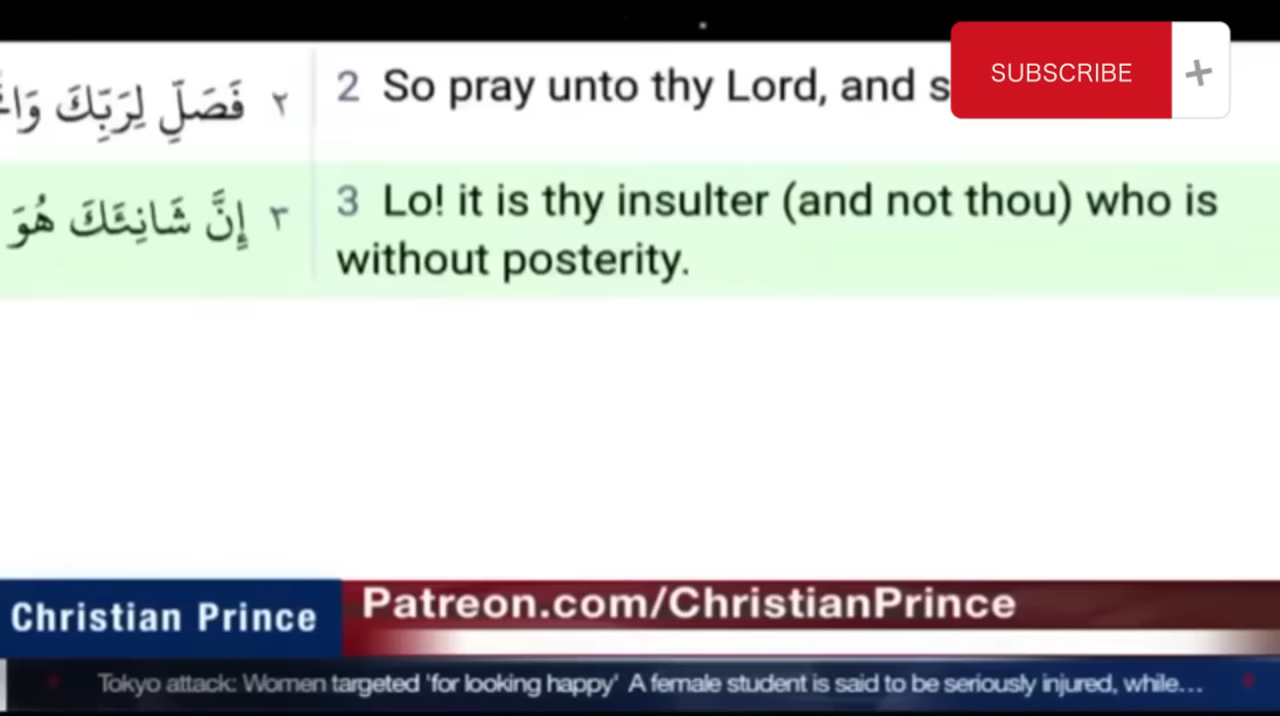 SUBSCRIBE
فَصَلِّ لِرَبِّكَ ٢
2 So pray unto thy Lord, and s
إِنَّ شَانِئَكَ هُوَ ٣
3 Lo! it is thy insulter (and not thou) who is
without posterity.
Christian Prince
Patreon.com/ChristianPrince
Tokyo attack: Women targeted 'for looking happy' A female student is said to be seriously injured, while...